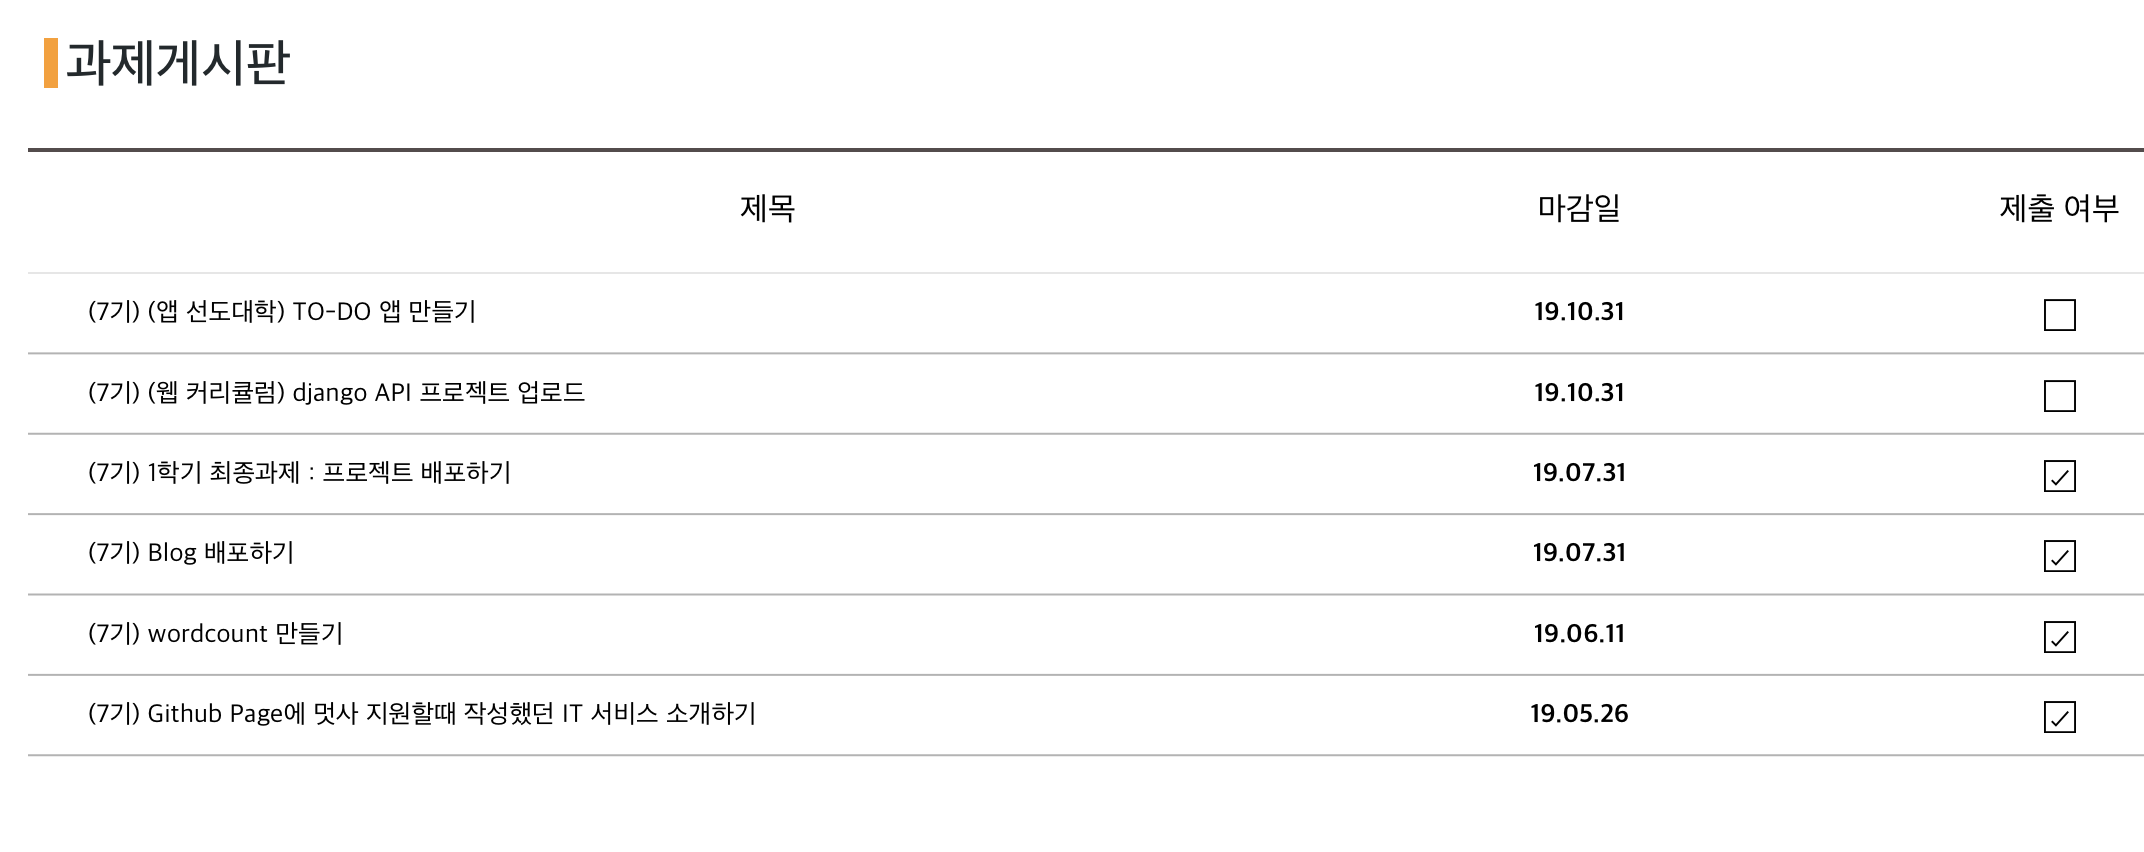 과제게시판
제목 마감일 제출 여부
(7기) (앱 선도대학) TO-DO 앱 만들기 19.10.31
(7기) (웹 커리큘럼) django API 프로젝트 업로드 19.10.31
(7기) 1학기 최종과제 : 프로젝트 배포하기 19.07.31
(7기) Blog 배포하기 19.07.31
(7기) wordcount 만들기 19.06.11
(7기) Github Page에 멋사 지원할때 작성했던 IT 서비스 소개하기 19.05.26